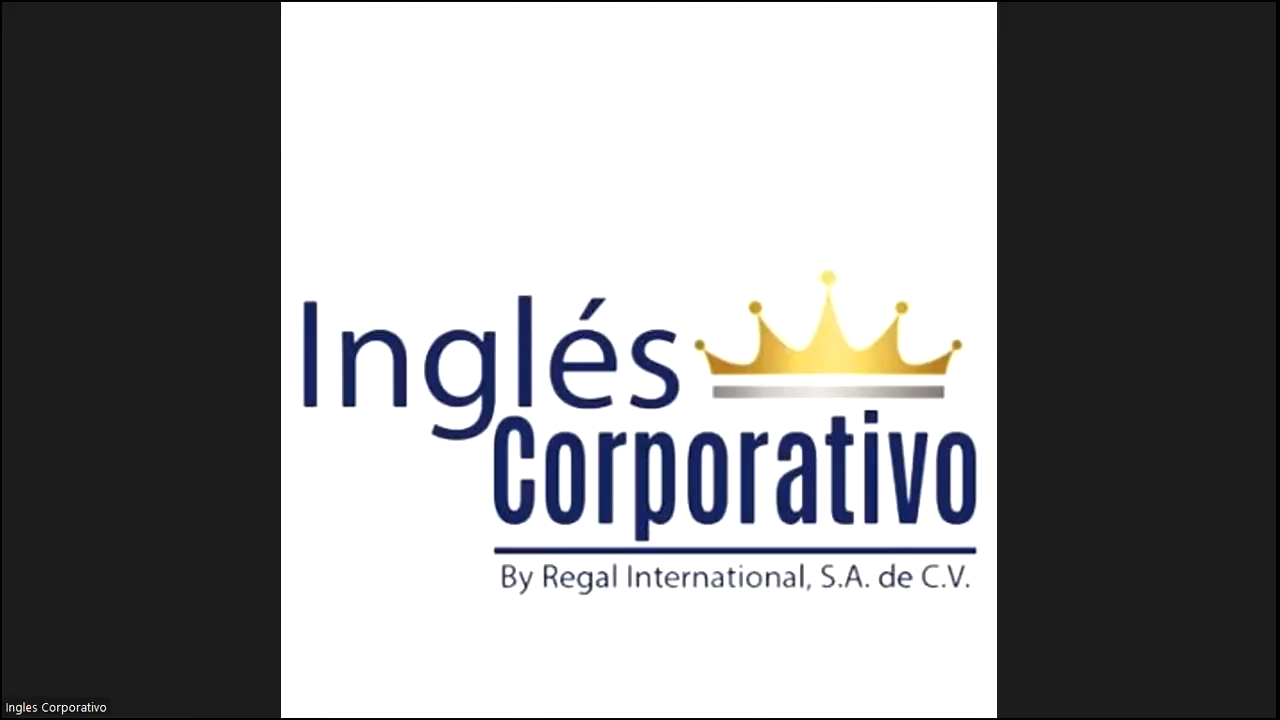 Inglés
Corporativo
By Regal International, S.A. de C.V.
Ingles Corporativo